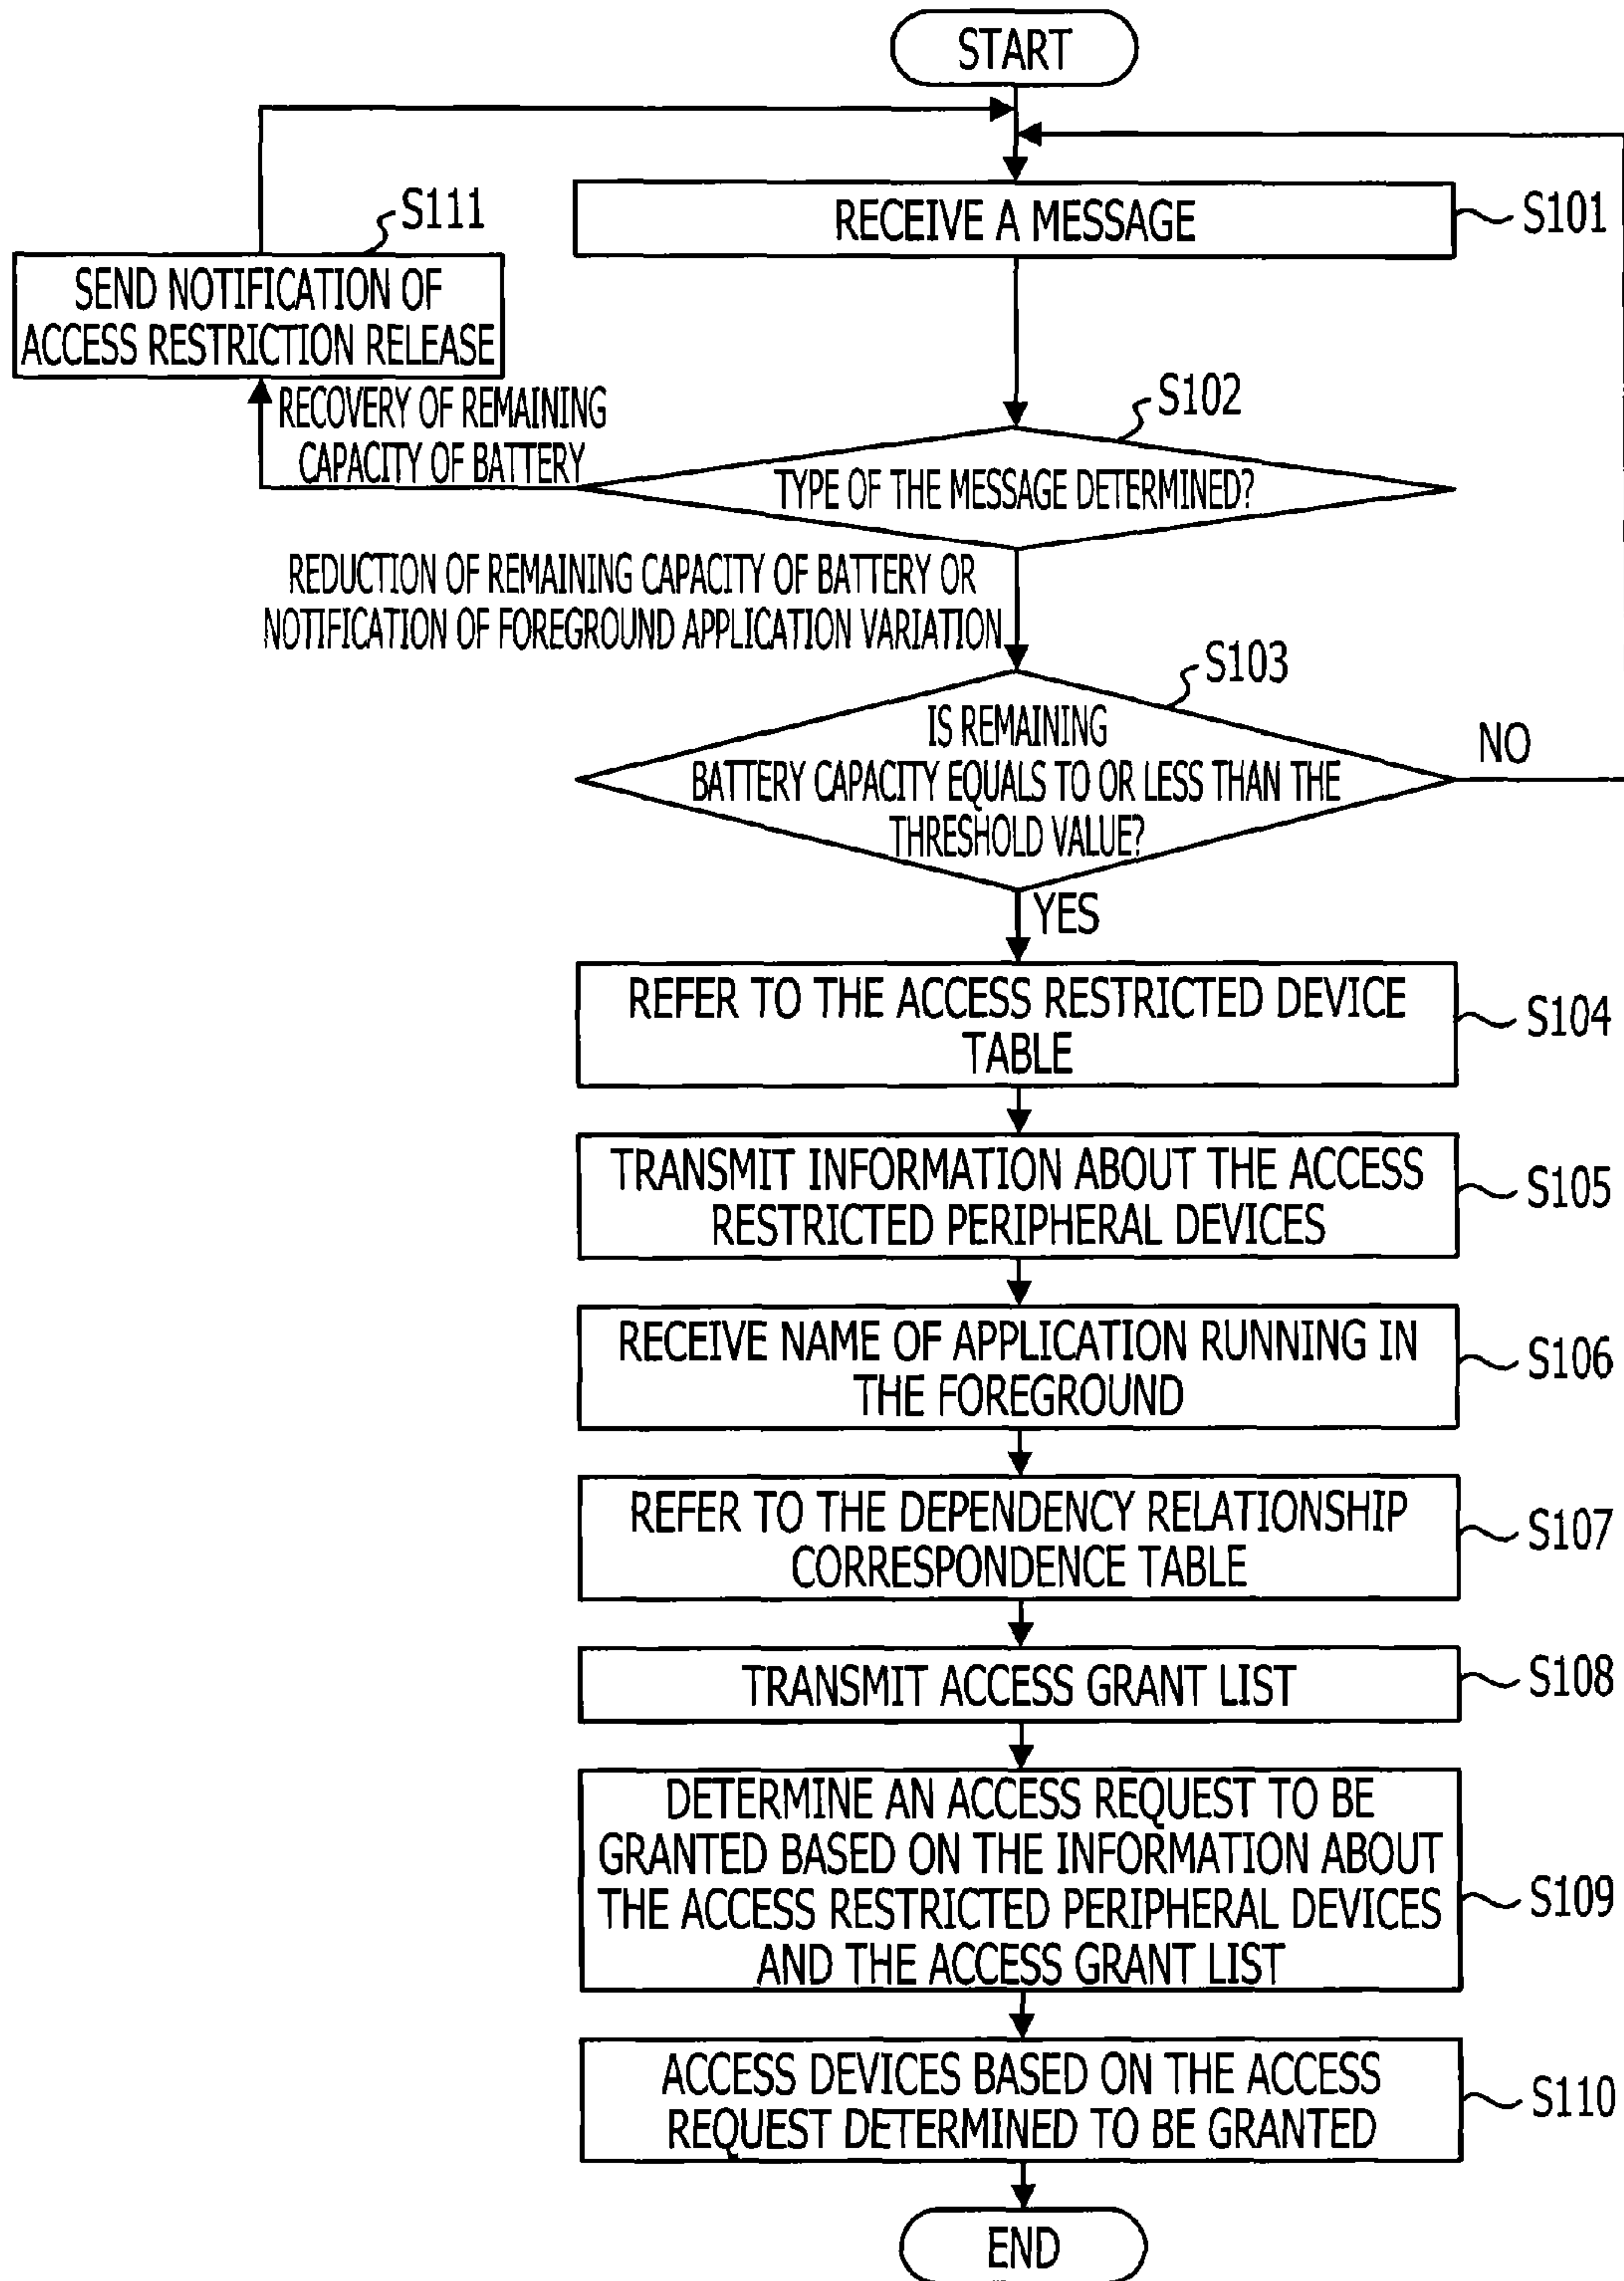 START
RECEIVE A MESSAGE
S101
S111
SEND NOTIFICATION OF
ACCESS RESTRICTION RELEASE
RECOVERY OF REMAINING
CAPACITY OF BATTERY
S102
TYPE OF THE MESSAGE DETERMINED?
REDUCTION OF REMAINING CAPACITY OF BATTERY OR
NOTIFICATION OF FOREGROUND APPLICATION VARIATION
S103
IS REMAINING
BATTERY CAPACITY EQUALS TO OR LESS THAN THE
THRESHOLD VALUE?
NO
YES
REFER TO THE ACCESS RESTRICTED DEVICE
TABLE
S104
TRANSMIT INFORMATION ABOUT THE ACCESS
RESTRICTED PERIPHERAL DEVICES
S105
RECEIVE NAME OF APPLICATION RUNNING IN
THE FOREGROUND
S106
REFER TO THE DEPENDENCY RELATIONSHIP
CORRESPONDENCE TABLE
S107
TRANSMIT ACCESS GRANT LIST
S108
DETERMINE AN ACCESS REQUEST TO BE
GRANTED BASED ON THE INFORMATION ABOUT
THE ACCESS RESTRICTED PERIPHERAL DEVICES
AND THE ACCESS GRANT LIST
S109
ACCESS DEVICES BASED ON THE ACCESS
REQUEST DETERMINED TO BE GRANTED
S110
END